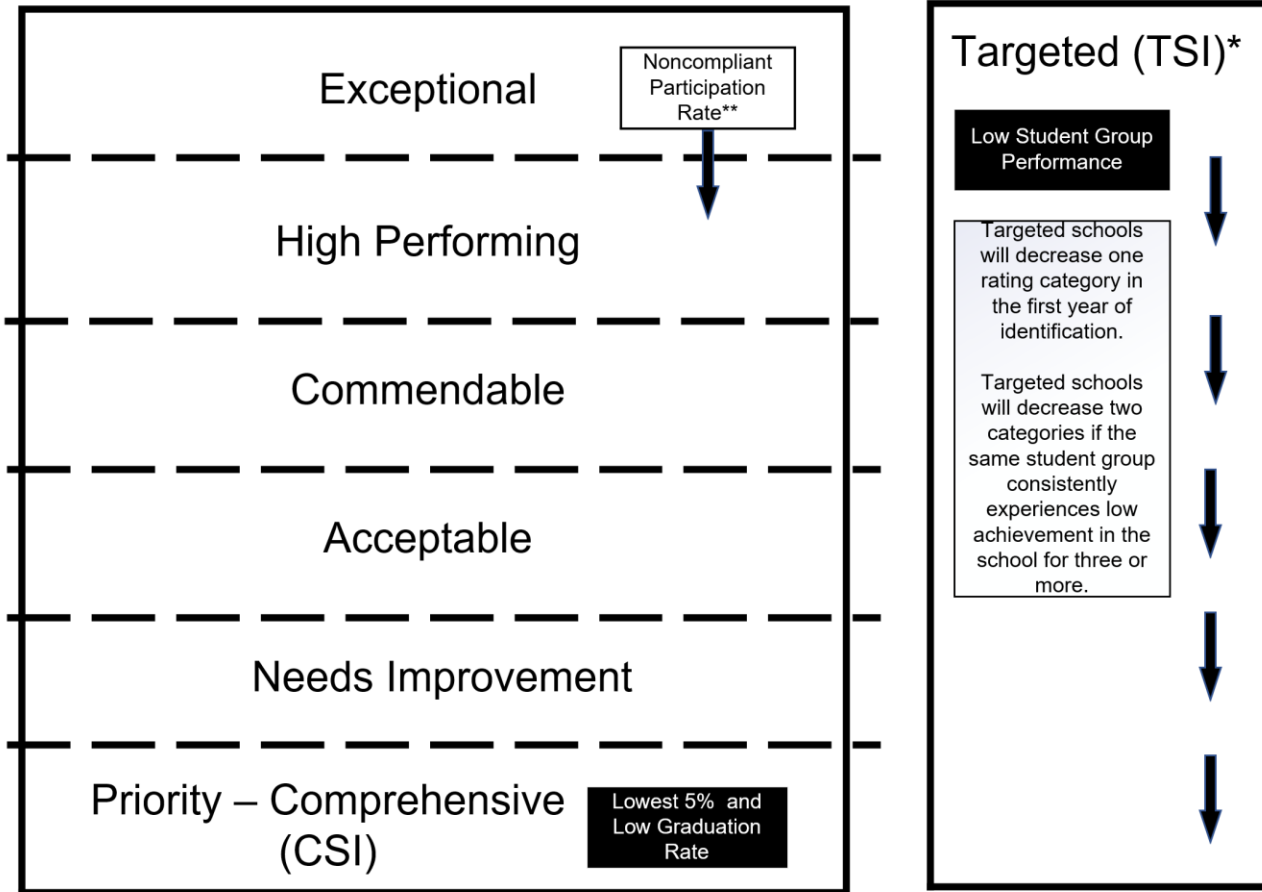 Exceptional
Noncompliant
Participation
Rate**
High Performing
Commendable
Acceptable
Needs Improvement
Priority – Comprehensive
(CSI)
Lowest 5% and
Low Graduation
Rate
Targeted (TSI)*
Low Student Group
Performance
Targeted schools
will decrease one
rating category in
the first year of
identification.
Targeted schools
will decrease two
categories if the
same student group
consistently
experiences low
achievement in the
school for three or
more.